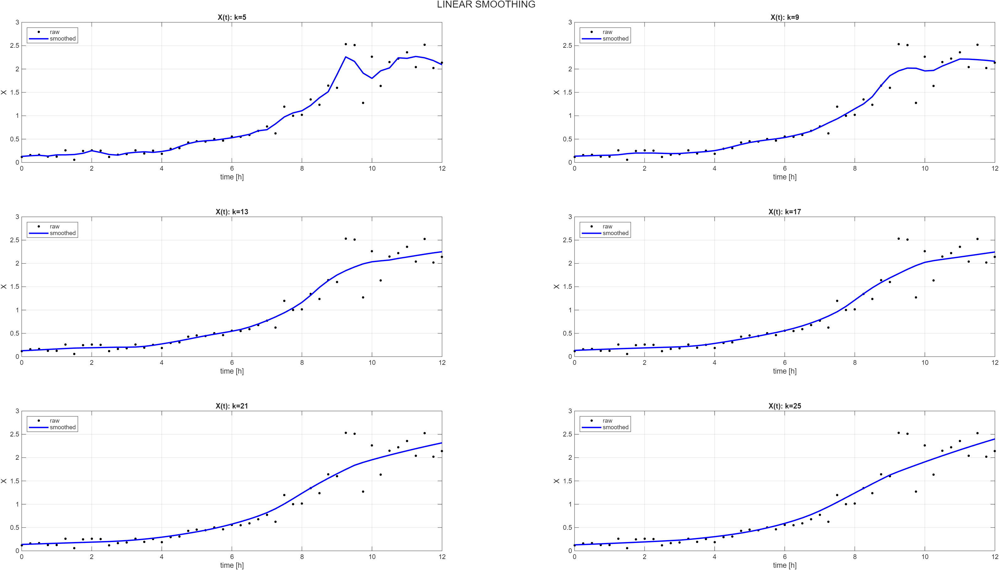 LINEAR SMOOTHING
X(t): k=5
3
2.5
2
1.5
1
0.5
0
X
raw
smoothed
0 2 4 6 8 10 12
time [h]
X(t): k=9
3
2.5
2
1.5
1
0.5
0
X
raw
smoothed
0 2 4 6 8 10 12
time [h]
X(t): k=13
3
2.5
2
1.5
1
0.5
0
X
raw
smoothed
0 2 4 6 8 10 12
time [h]
X(t): k=17
3
2.5
2
1.5
1
0.5
0
X
raw
smoothed
0 2 4 6 8 10 12
time [h]
X(t): k=21
3
2.5
2
1.5
1
0.5
0
X
raw
smoothed
0 2 4 6 8 10 12
time [h]
X(t): k=25
3
2.5
2
1.5
1
0.5
0
X
raw
smoothed
0 2 4 6 8 10 12
time [h]